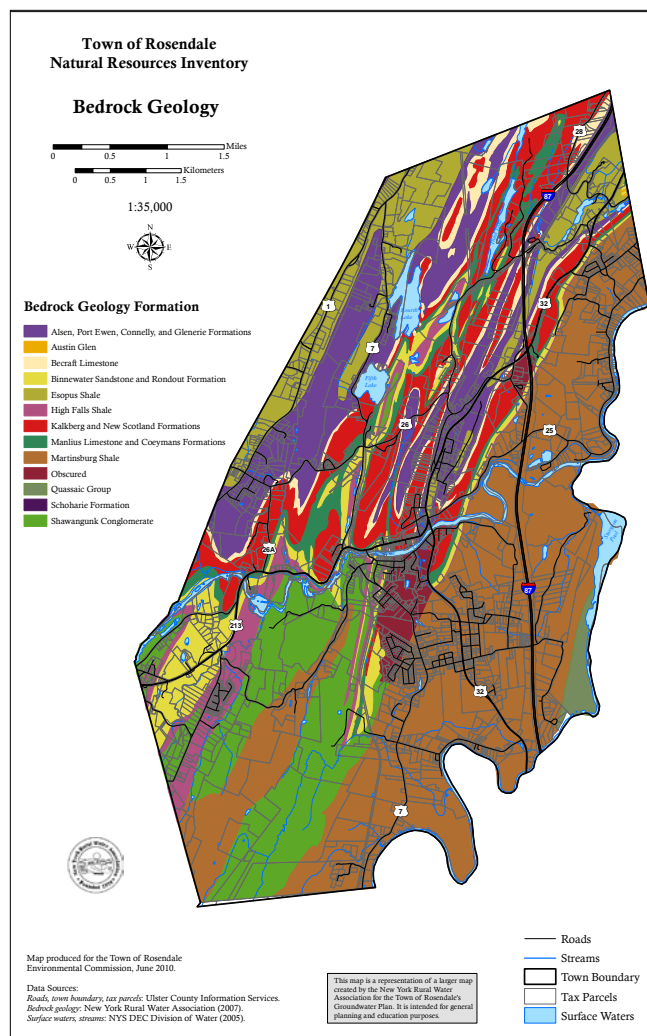 Town of Rosendale
Natural Resources Inventory
Bedrock Geology
Miles
0 0.5 1 1.5
Kilometers
0 0.5 1 1.5
1:35,000
N
W E
S
Bedrock Geology Formation
Alsen, Port Ewen, Connelly, and Glenerie Formations
Austin Glen
Becraft Limestone
Binnewater Sandstone and Rondout Formation
Esopus Shale
High Falls Shale
Kalkberg and New Scotland Formations
Manlius Limestone and Coeymans Formations
Martinsburg Shale
Obscured
Quassaic Group
Schoharie Formation
Shawangunk Conglomerate
28
87
32
1
7
Fourth
Lake
Fifth
Lake
26
25
26A
87
213
32
7
Map produced for the Town of Rosendale
Environmental Commission, June 2010.
Data Sources:
Roads, town boundary, tax parcels: Ulster County Information Services.
Bedrock geology: New York Rural Water Association (2007).
Surface waters, streams: NYS DEC Division of Water (2005).
This map is a representation of a larger map
created by the New York Rural Water
Association for the Town of Rosendale's
Groundwater Plan. It is intended for general
planning and education purposes.
Roads
Streams
Town Boundary
Tax Parcels
Surface Waters